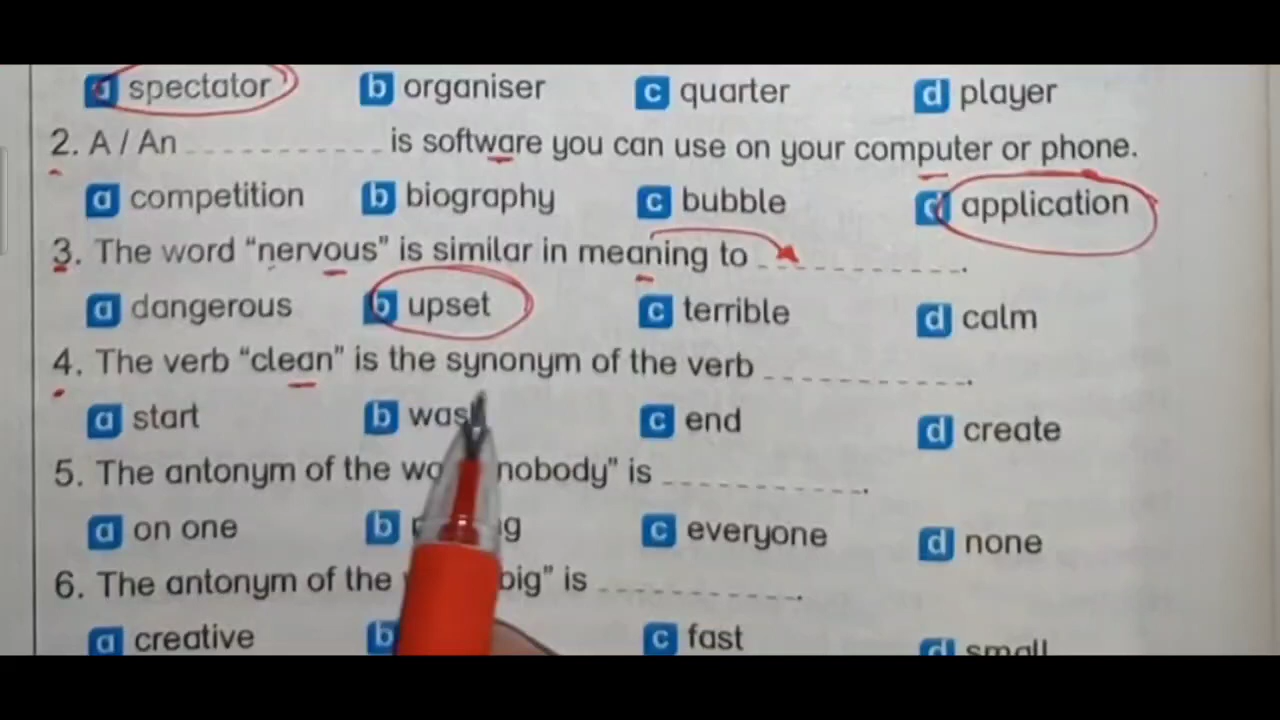 a spectator b organiser c quarter d player
2. A / An ------------ is software you can use on your computer or phone.
a competition b biography c bubble d application
3. The word “nervous” is similar in meaning to ------------.
a dangerous b upset c terrible d calm
4. The verb “clean” is the synonym of the verb ------------.
a start b c end d create
5. The antonym of the nobody” is ------------.
a on one b c everyone d none
6. The antonym of the big” is ------------.
a creative b c fast d small